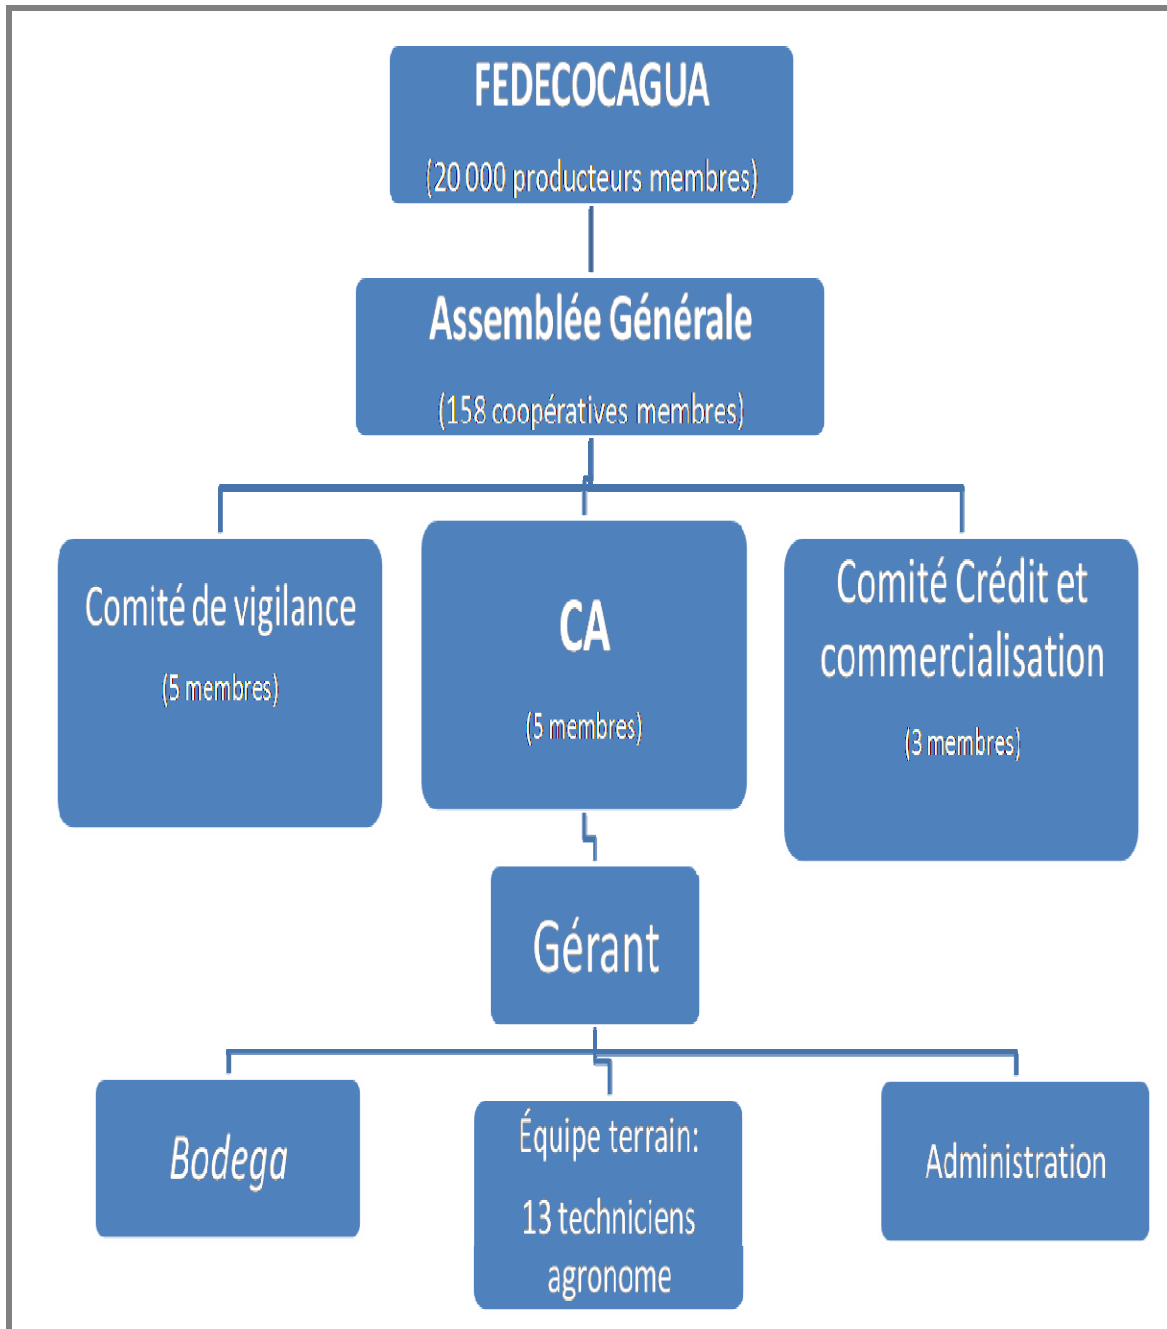 FEDECOCAGUA
(20 000 producteurs membres)
Assemblée Générale
(158 coopératives membres)
Comité de vigilance
(5 membres)
CA
(5 membres)
Comité Crédit et
commercialisation
(3 membres)
Gérant
Bodega
Équipe terrain:
13 techniciens
agronome
Administration